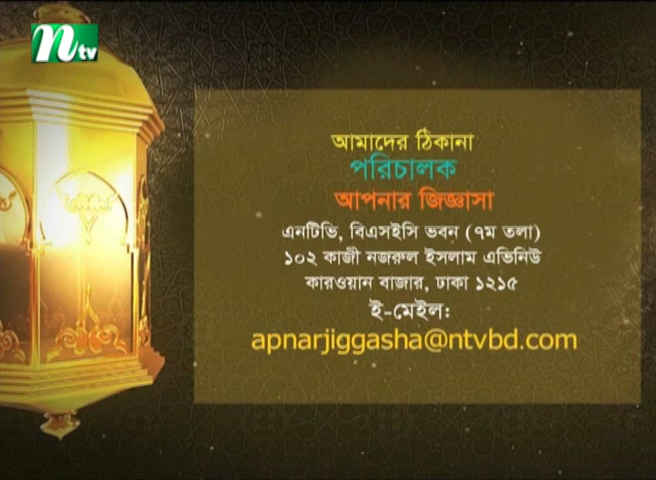 ntv
আমাদের ঠিকানা
পরিচালক
আপনার জিজ্ঞাসা
এনটিভি, বিএসইসি ভবন (৭ম তলা)
১০২ কাজী নজরুল ইসলাম এভিনিউ
কারওয়ান বাজার, ঢাকা ১২১৫
ই-মেইল:
apnarjiggasha@ntvbd.com